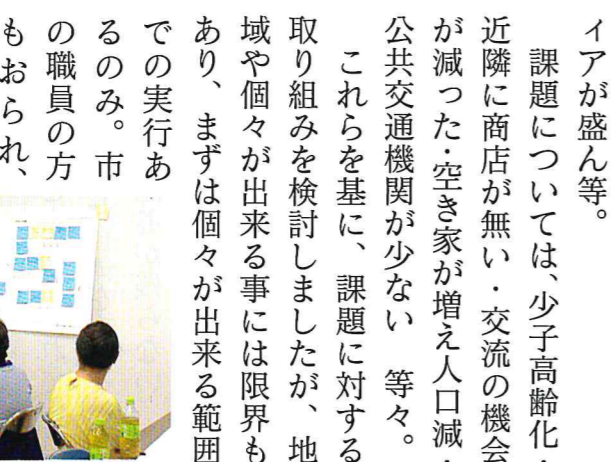 ィアが盛ん等。
課題については、少子高齢化・
近隣に商店が無い・交流の機会
が減った・空き家が増え人口減・
公共交通機関が少ない　等々。
これらを基に、課題に対する
取り組みを検討しましたが、地
域や個々が出来る事には限界も
あり、まずは個々が出来る範囲
での実行あ
るのみ。市
の職員の方
もおられ、